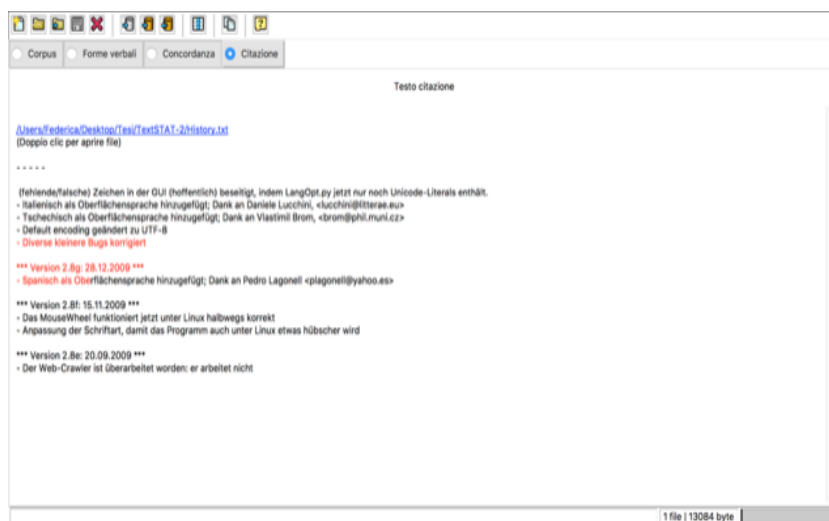 Corpus Forme verbali Concordanza Citazione
Testo citazione
/Users/Federica/Desktop/Tesi/TextSTAT-2/History.txt
(Doppio clic per aprire file)
- - - - -
(fehlende/falsche) Zeichen in der GUI (hoffentlich) beseitigt, indem LangOpt.py jetzt nur noch Unicode-Literals enthält.
- Italienisch als Oberflächensprache hinzugefügt; Dank an Daniele Lucchini, <lucchini@litterae.eu>
- Tschechisch als Oberflächensprache hinzugefügt; Dank an Vlastimil Brom, <brom@phil.muni.cz>
- Default encoding geändert zu UTF-8
- Diverse kleinere Bugs korrigiert
*** Version 2.8g: 28.12.2009 ***
- Spanisch als Oberflächensprache hinzugefügt; Dank an Pedro Lagonell <plagonell@yahoo.es>
*** Version 2.8f: 15.11.2009 ***
- Das MouseWheel funktioniert jetzt unter Linux halbwegs korrekt
- Anpassung der Schriftart, damit das Programm auch unter Linux etwas hübscher wird
*** Version 2.8e: 20.09.2009 ***
- Der Web-Crawler ist überarbeitet worden: er arbeitet nicht
1 file | 13084 byte